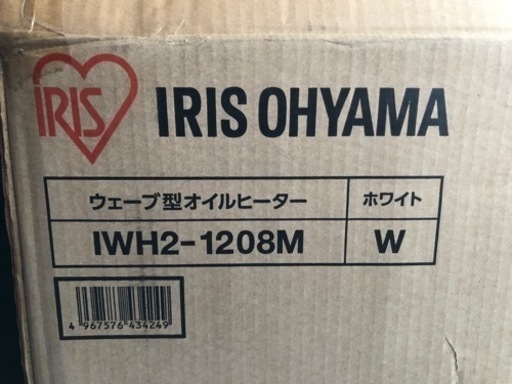 IRIS IRIS OHYAMA
ウェーブ型オイルヒーター ホワイト
IWH2-1208M W
4 967576 434249